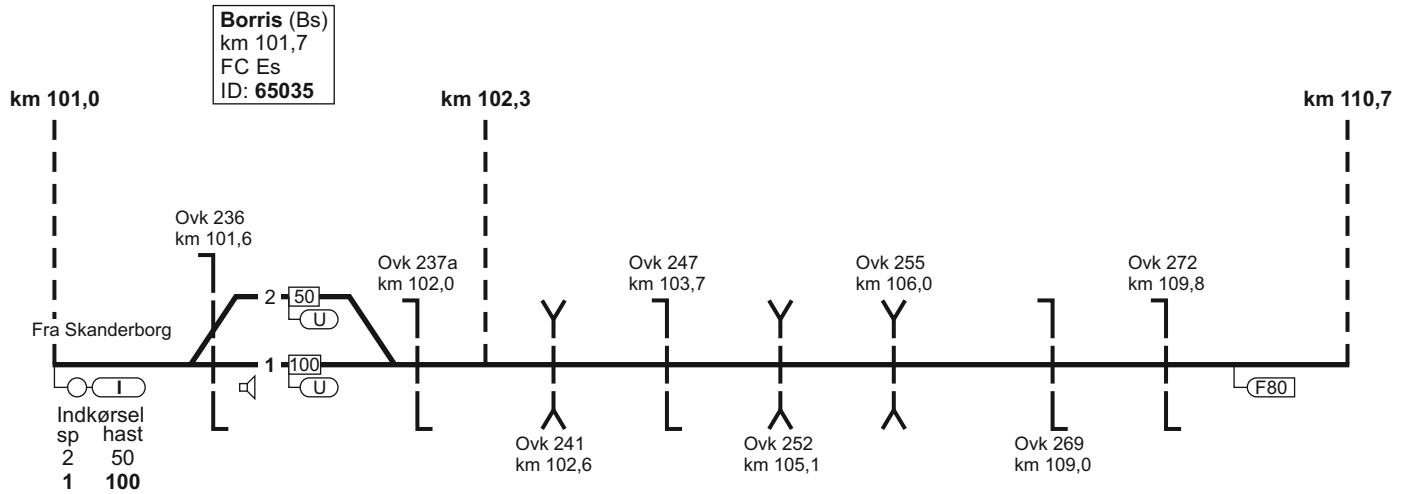 Borris (Bs)
km 101,7
FC Es
ID: 65035
km 101,0
km 102,3
km 110,7
Ovk 236
km 101,6
Ovk 237a
km 102,0
Ovk 247
km 103,7
Ovk 255
km 106,0
Ovk 272
km 109,8
2 50
U
Fra Skanderborg
1 100
U
I
F80
Indkørsel
sp hast
2 50
1 100
Ovk 241
km 102,6
Ovk 252
km 105,1
Ovk 269
km 109,0